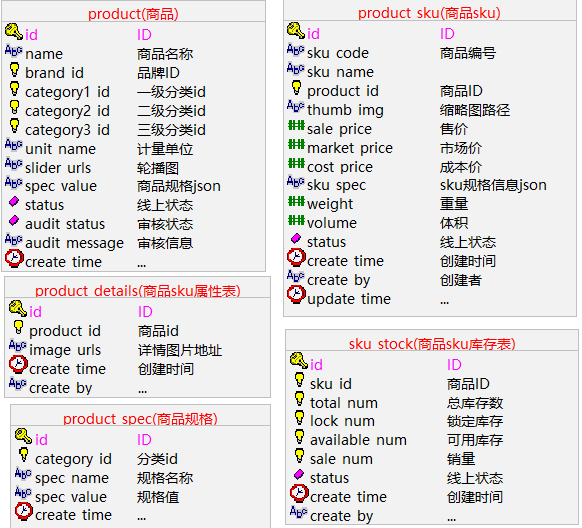 product(商品)
id ID
name 商品名称
brand id 品牌ID
category1 id 一级分类id
category2 id 二级分类id
category3 id 三级分类id
unit name 计量单位
slider urls 轮播图
spec value 商品规格json
status 线上状态
audit status 审核状态
audit message 审核信息
create time ...
product details(商品sku属性表)
id ID
product id 商品id
image urls 详情图片地址
create time 创建时间
create by ...
product spec(商品规格)
id ID
category id 分类id
spec name 规格名称
spec value 规格值
create time ...
product sku(商品sku)
id ID
sku code 商品编号
sku name
product id 商品ID
thumb img 缩略图路径
sale price 售价
market price 市场价
cost price 成本价
sku spec sku规格信息json
weight 重量
volume 体积
status 线上状态
create time 创建时间
create by 创建者
update time ...
sku stock(商品sku库存表)
id ID
sku id 商品ID
total num 总库存数
lock num 锁定库存
available num 可用库存
sale num 销量
status 线上状态
create time 创建时间
create by ...